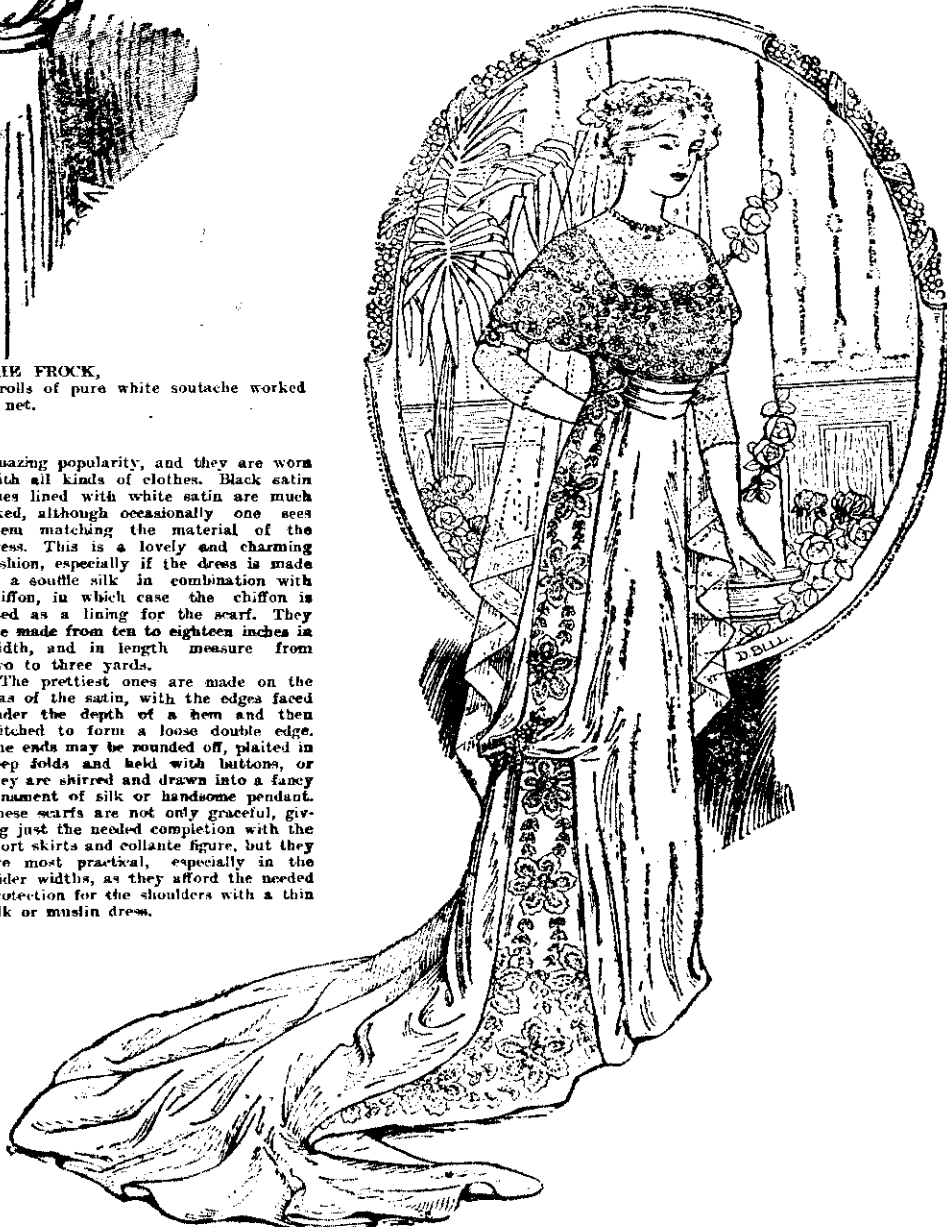 IE FROCK,
rolls of pure white soutache worked
net.
nazing popularity, and they are worn
ith all kinds of clothes. Black satin
nes lined with white satin are much
ked, although occasionally one sees
em matching the material of the
ess. This is a lovely and charming
shion, especially if the dress is made
a souffle silk in combination with
iffon, in which case the chiffon is
ed as a lining for the scarf. They
e made from ten to eighteen inches in
idth, and in length measure from
vo to three yards.
The prettiest ones are made on the
as of the satin, with the edges faced
nder the depth of a hem and then
itched to form a loose double edge.
he ends may be rounded off, plaited in
ep folds and held with buttons, or
ey are shirred and drawn into a fancy
nament of silk or handsome pendant.
hese scarfs are not only graceful, giv-
g just the needed completion with the
ort skirts and collante figure, but they
re most practical, especially in the
ider widths, as they afford the needed
rotection for the shoulders with a thin
lk or muslin dress.
D. BULL.